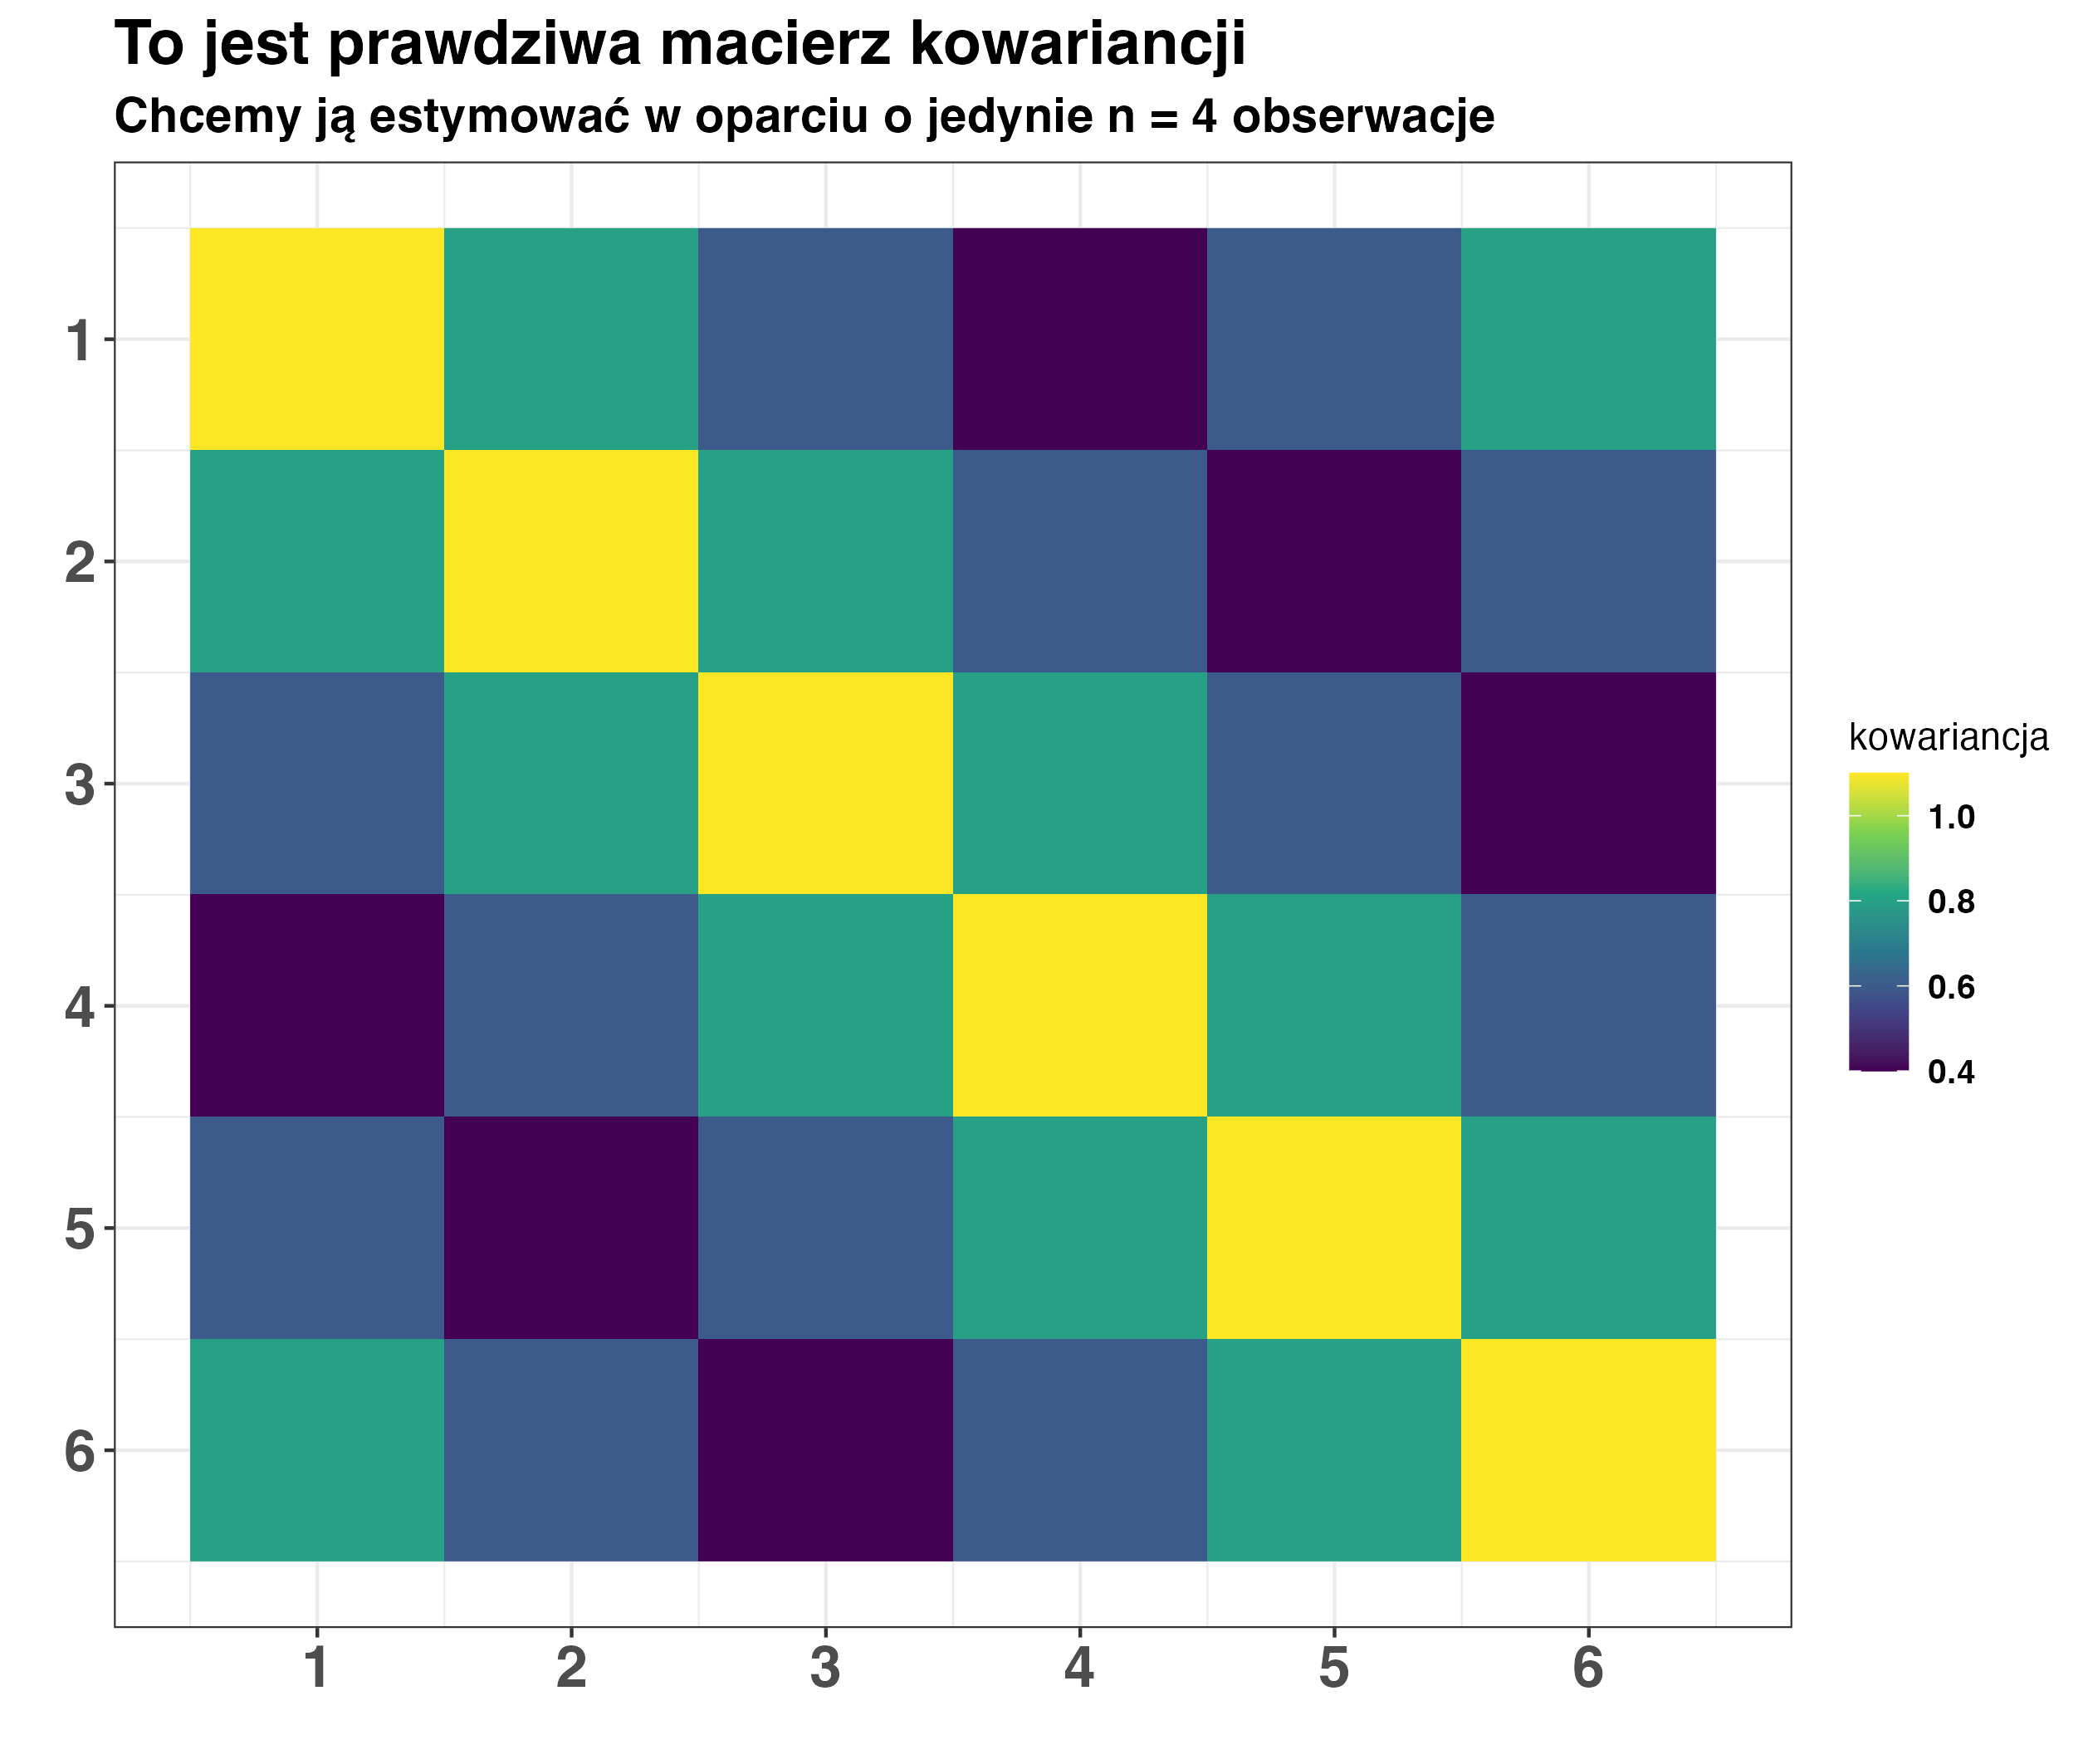 To jest prawdziwa macierz kowariancji
Chcemy ją estymować w oparciu o jedynie n = 4 obserwacje
1
2
3
4
5
6
1 2 3 4 5 6
kowariancja
1.0
0.8
0.6
0.4